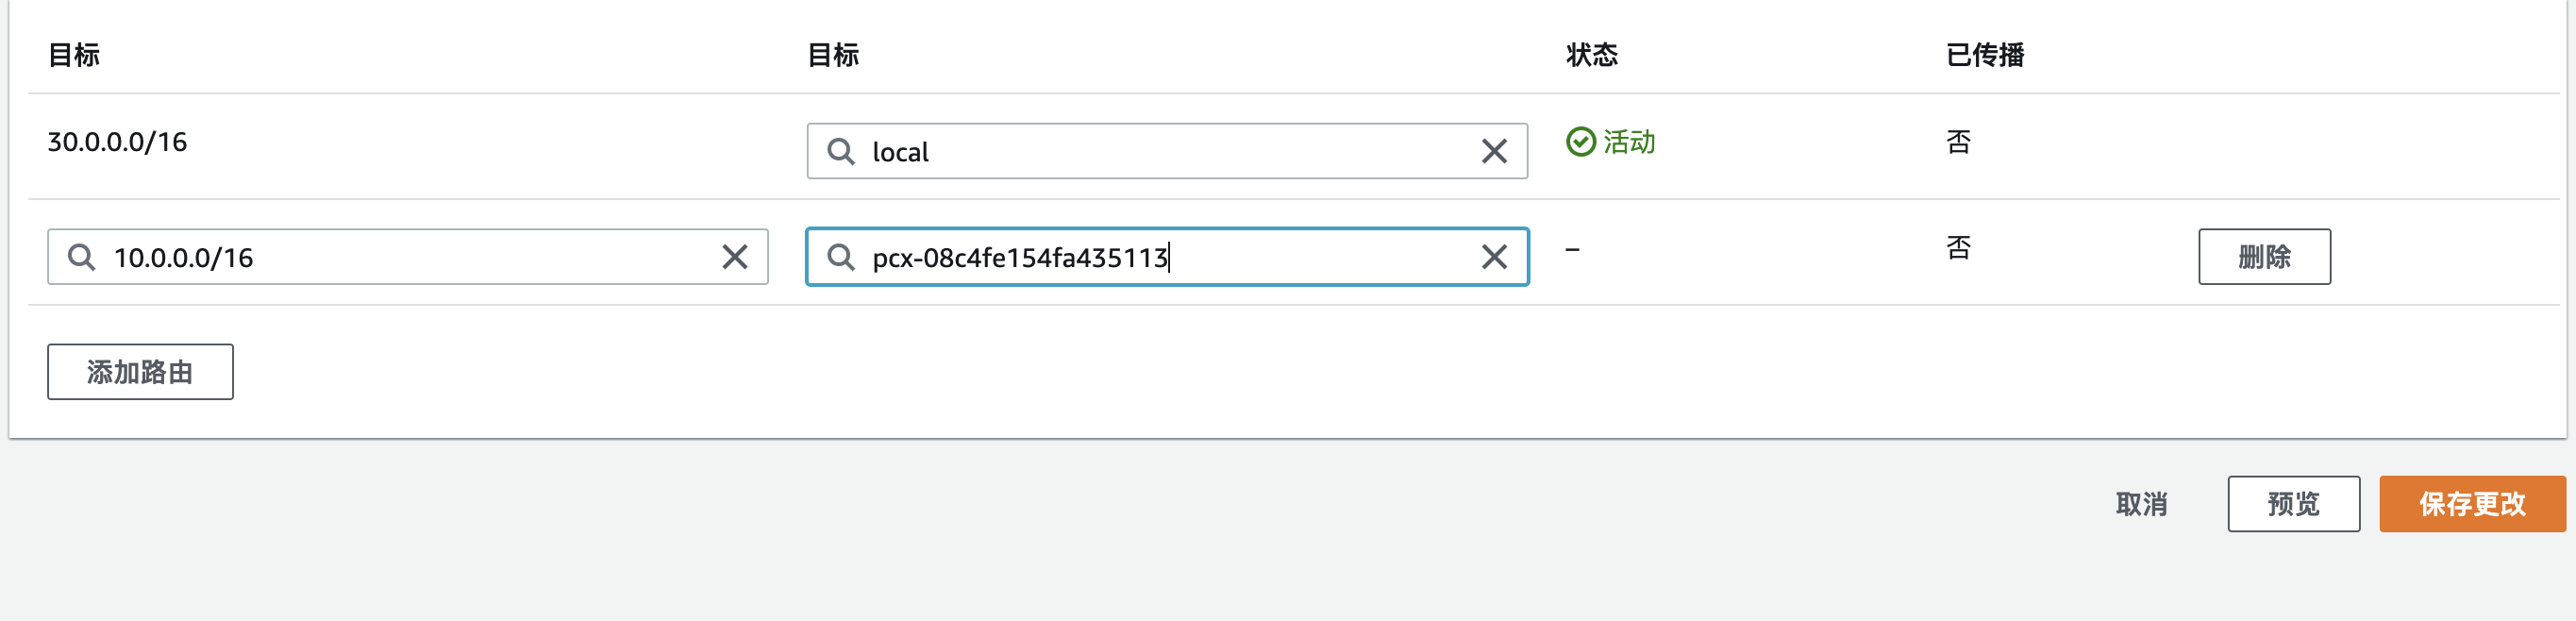 目标 目标 状态 已传播
30.0.0.0/16 local 活动 否
10.0.0.0/16 pcx-08c4fe154fa435113 – 否 删除
添加路由
取消 预览 保存更改